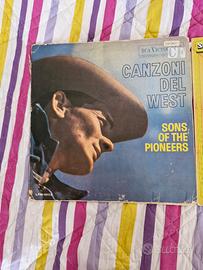 RCA VICTOR
CANZONI
DEL
WEST
SONS
OF THE
PIONEERS